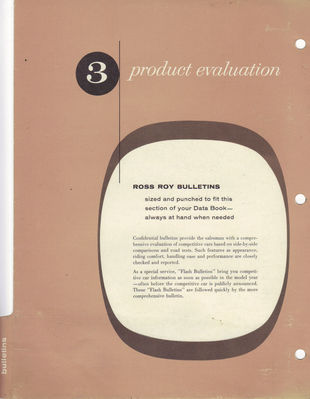 3 product evaluation
ROSS ROY BULLETINS
sized and punched to fit this
section of your Data Book—
always at hand when needed
Confidential bulletins provide the salesman with a compre-
hensive evaluation of competitive cars based on side-by-side
comparisons and road tests. Such features as appearance,
riding comfort, handling ease and performance are closely
checked and reported.
As a special service, "Flash Bulletins" bring you competi-
tive car information as soon as possible in the model year
—often before the competitive car is publicly announced.
These "Flash Bulletins" are followed quickly by the more
comprehensive bulletin.
bulletins